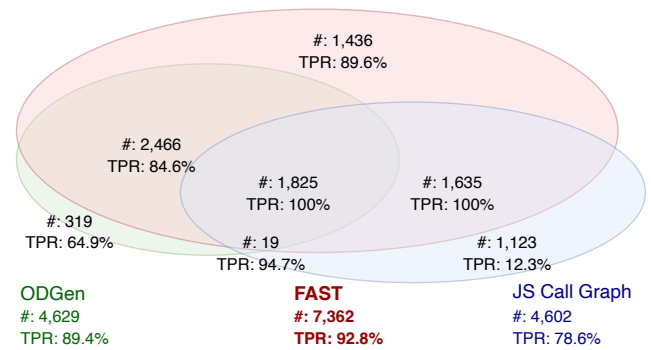 #: 1,436
TPR: 89.6%
#: 2,466
TPR: 84.6%
#: 1,825
TPR: 100%
#: 1,635
TPR: 100%
#: 319
TPR: 64.9%
#: 19
TPR: 94.7%
#: 1,123
TPR: 12.3%
ODGen
#: 4,629
TPR: 89.4%
FAST
#: 7,362
TPR: 92.8%
JS Call Graph
#: 4,602
TPR: 78.6%